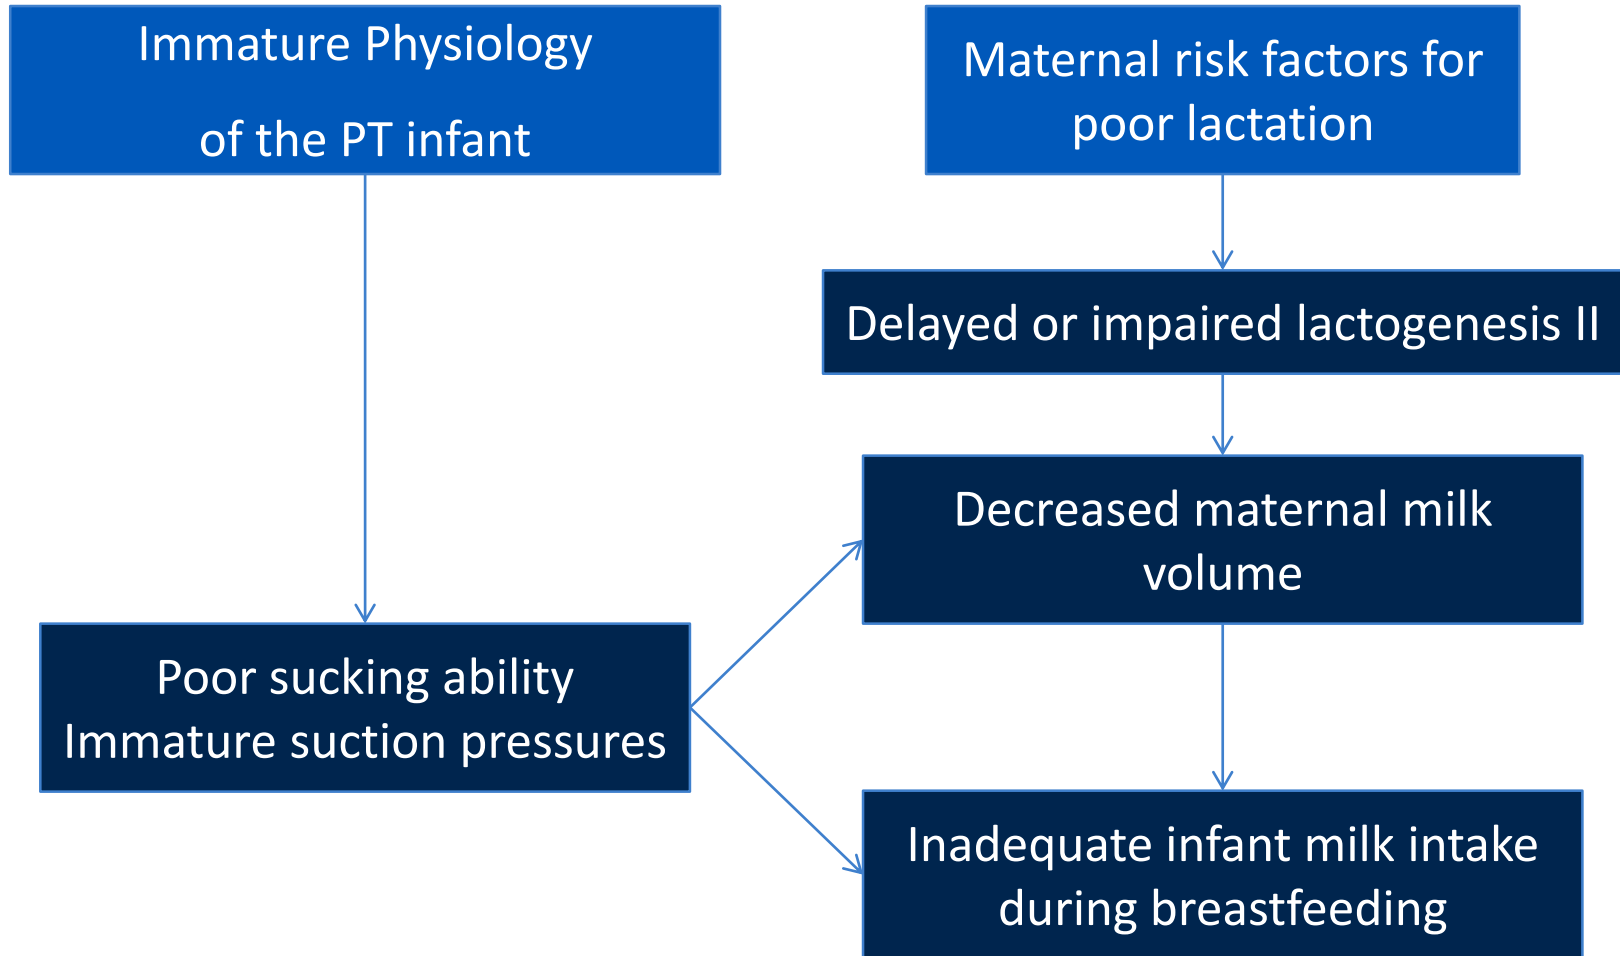 Immature Physiology
of the PT infant
Maternal risk factors for
poor lactation
Delayed or impaired lactogenesis II
Decreased maternal milk
volume
Poor sucking ability
Immature suction pressures
Inadequate infant milk intake
during breastfeeding